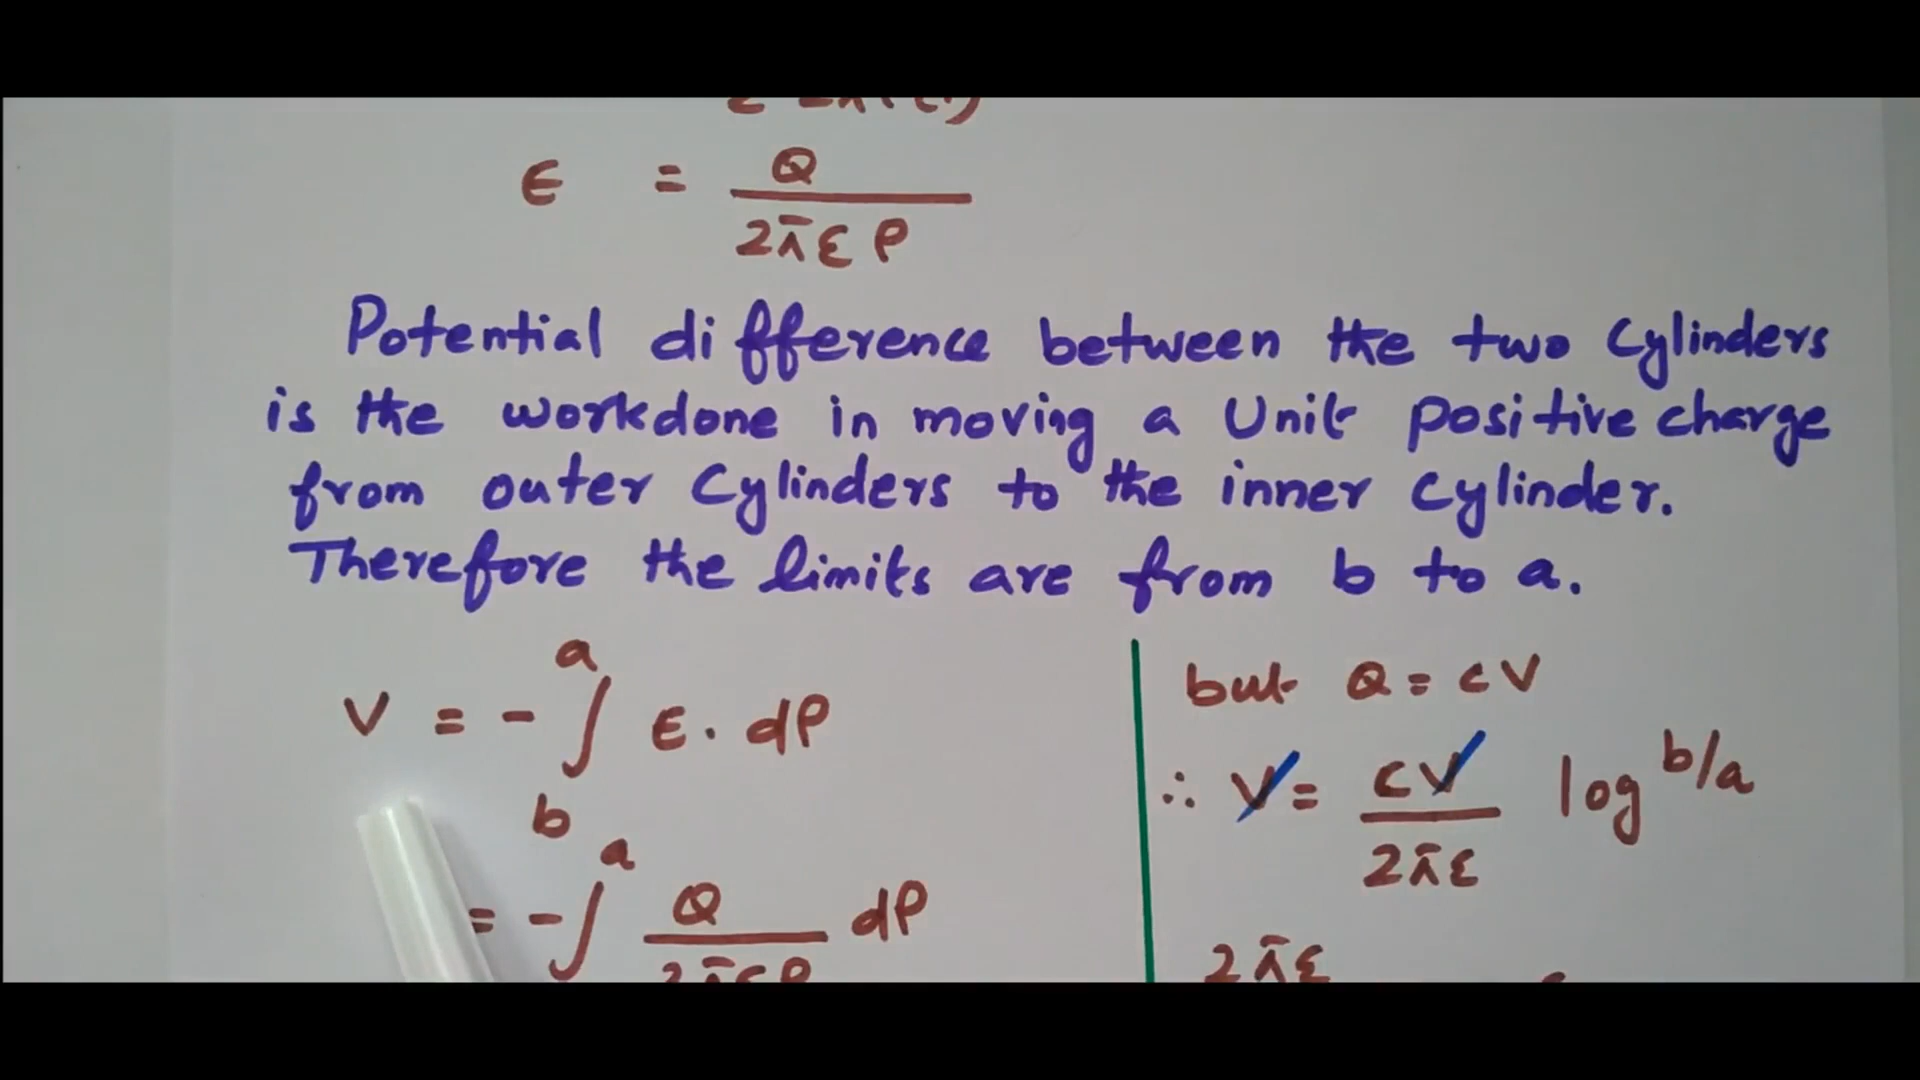 E = Q
2πε ρ
Potential difference between the two Cylinders
is the workdone in moving a Unit positive charge
from outer Cylinders to the inner Cylinder.
Therefore the limits are from b to a.
a
V = - ∫ E. dρ
b
a
= - ∫ Q dρ
2περ
but Q = CV
∴ V = CV log b/a
2πε
2πε